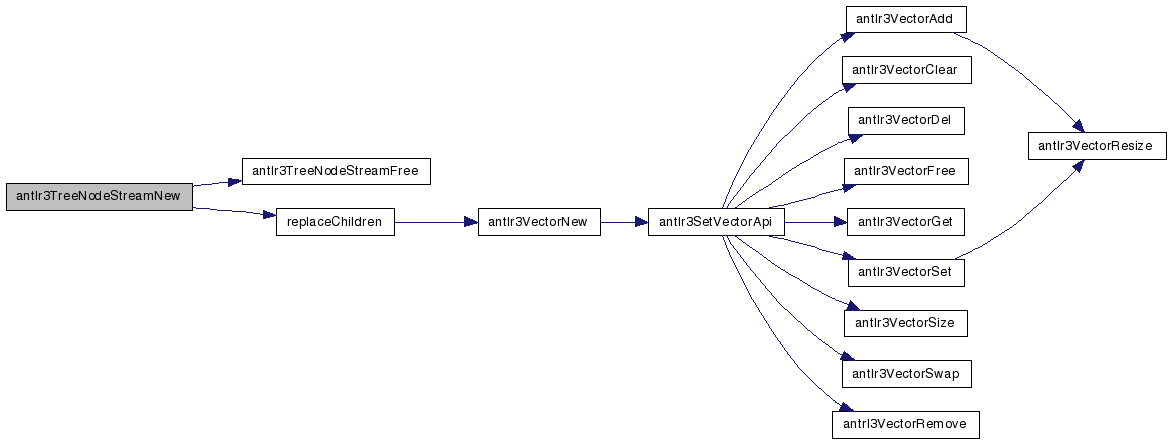 antlr3VectorAdd
antlr3VectorClear
antlr3VectorDel
antlr3VectorResize
antlr3TreeNodeStreamFree
antlr3VectorFree
antlr3TreeNodeStreamNew
replaceChildren
antlr3VectorNew
antlr3SetVectorApi
antlr3VectorGet
antlr3VectorSet
antlr3VectorSize
antlr3VectorSwap
antrl3VectorRemove